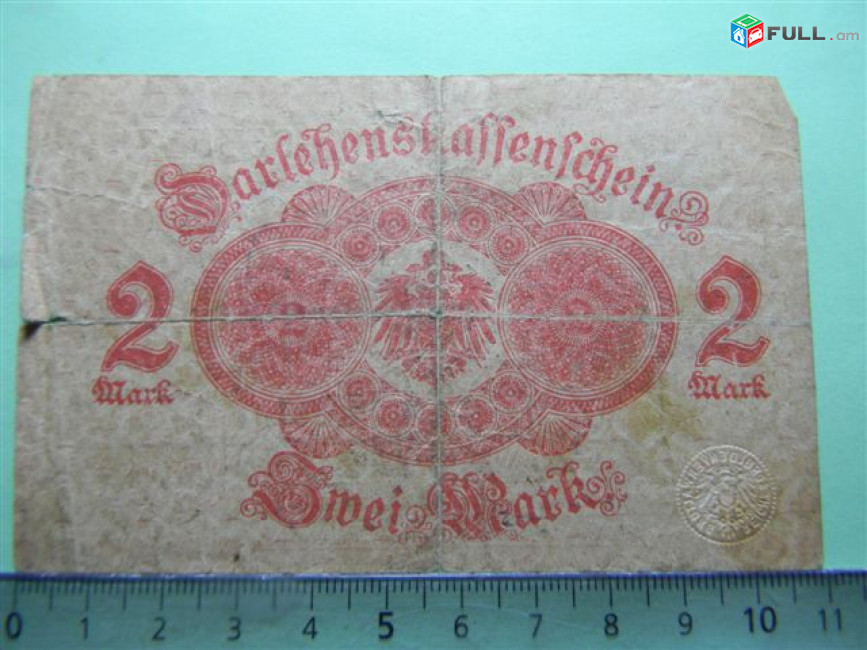 FULL.am
Darlehenskassenschein
2 2
Mark Mark
Zwei Mark
0 1 2 3 4 5 6 7 8 9 10 11